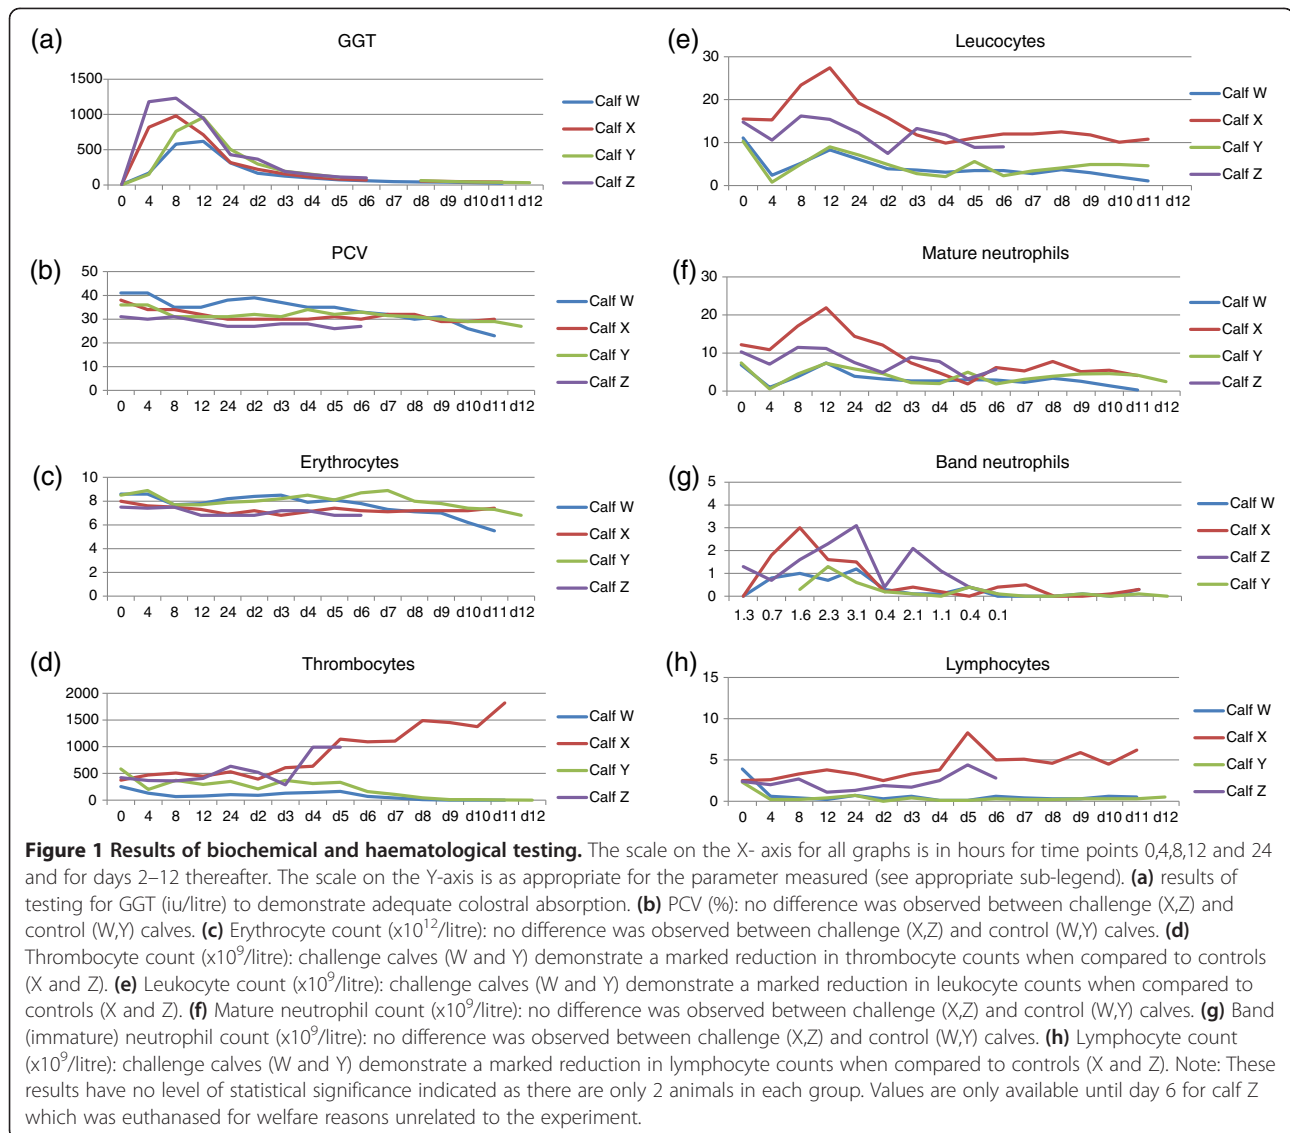 (a)
GGT
1500
1000
500
0
0 4 8 12 24 d2 d3 d4 d5 d6 d7 d8 d9 d10 d11 d12
Calf W
Calf X
Calf Y
Calf Z
(e)
Leucocytes
30
20
10
0
0 4 8 12 24 d2 d3 d4 d5 d6 d7 d8 d9 d10 d11 d12
Calf W
Calf X
Calf Y
Calf Z
(b)
PCV
50
40
30
20
10
0
0 4 8 12 24 d2 d3 d4 d5 d6 d7 d8 d9 d10 d11 d12
Calf W
Calf X
Calf Y
Calf Z
(f)
Mature neutrophils
30
20
10
0
0 4 8 12 24 d2 d3 d4 d5 d6 d7 d8 d9 d10 d11 d12
Calf W
Calf X
Calf Y
Calf Z
(c)
Erythrocytes
10
8
6
4
2
0
0 4 8 12 24 d2 d3 d4 d5 d6 d7 d8 d9 d10 d11 d12
Calf W
Calf X
Calf Y
Calf Z
(g)
Band neutrophils
5
4
3
2
1
0
1.3 0.7 1.6 2.3 3.1 0.4 2.1 1.1 0.4 0.1
Calf W
Calf X
Calf Z
Calf Y
(d)
Thrombocytes
2000
1500
1000
500
0
0 4 8 12 24 d2 d3 d4 d5 d6 d7 d8 d9 d10 d11 d12
Calf W
Calf X
Calf Y
Calf Z
(h)
Lymphocytes
15
10
5
0
0 4 8 12 24 d2 d3 d4 d5 d6 d7 d8 d9 d10 d11 d12
Calf W
Calf X
Calf Y
Calf Z
Figure 1 Results of biochemical and haematological testing. The scale on the X- axis for all graphs is in hours for time points 0,4,8,12 and 24
and for days 2–12 thereafter. The scale on the Y-axis is as appropriate for the parameter measured (see appropriate sub-legend). (a) results of
testing for GGT (iu/litre) to demonstrate adequate colostral absorption. (b) PCV (%): no difference was observed between challenge (X,Z) and
control (W,Y) calves. (c) Erythrocyte count (x10¹²/litre): no difference was observed between challenge (X,Z) and control (W,Y) calves. (d)
Thrombocyte count (x10⁹/litre): challenge calves (W and Y) demonstrate a marked reduction in thrombocyte counts when compared to controls
(X and Z). (e) Leukocyte count (x10⁹/litre): challenge calves (W and Y) demonstrate a marked reduction in leukocyte counts when compared to
controls (X and Z). (f) Mature neutrophil count (x10⁹/litre): no difference was observed between challenge (X,Z) and control (W,Y) calves. (g) Band
(immature) neutrophil count (x10⁹/litre): no difference was observed between challenge (X,Z) and control (W,Y) calves. (h) Lymphocyte count
(x10⁹/litre): challenge calves (W and Y) demonstrate a marked reduction in lymphocyte counts when compared to controls (X and Z). Note: These
results have no level of statistical significance indicated as there are only 2 animals in each group. Values are only available until day 6 for calf Z
which was euthanased for welfare reasons unrelated to the experiment.